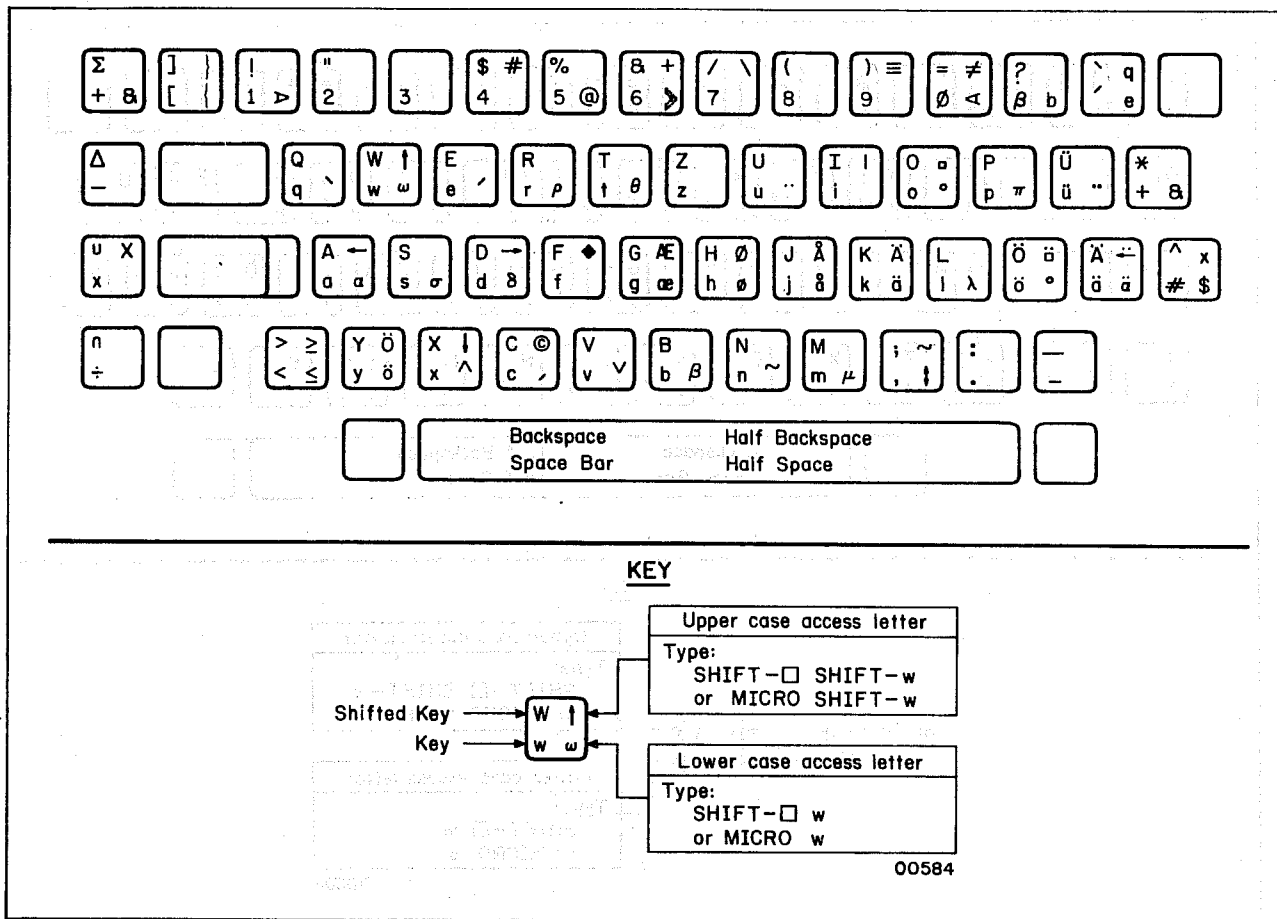 Σ ] } ! " $ # % & + / \ ( ) ≡ = ≠ ? ` q
+ & [ { 1 ⊳ 2 3 4 5 @ 6 7 8 9 Ø ⊲ β b ´ e
Δ Q W ↑ E R T Z U I | O ▫ P Ü *
– q ` w ω e ´ r ρ t θ z u ¨ i o ° p π ü ¨ + &
∪ X A ← S D → F ◆ G Æ H Ø J Å K Ä L Ö ö Ä ← ^ x
x a α s σ d δ f g æ h ø j å k ä l λ ö ° ä ä # $
∩ > ≥ Y Ö X ↓ C © V B N M ; ~ : —
÷ < ≤ y ö x ^ c ¸ v ∨ b β n ~ m μ , ↕ . –
Backspace Half Backspace
Space Bar Half Space
KEY
Upper case access letter
Type:
SHIFT-□ SHIFT-w
or MICRO SHIFT-w
Shifted Key W ↑
Key w ω
Lower case access letter
Type:
SHIFT-□ w
or MICRO w
00584